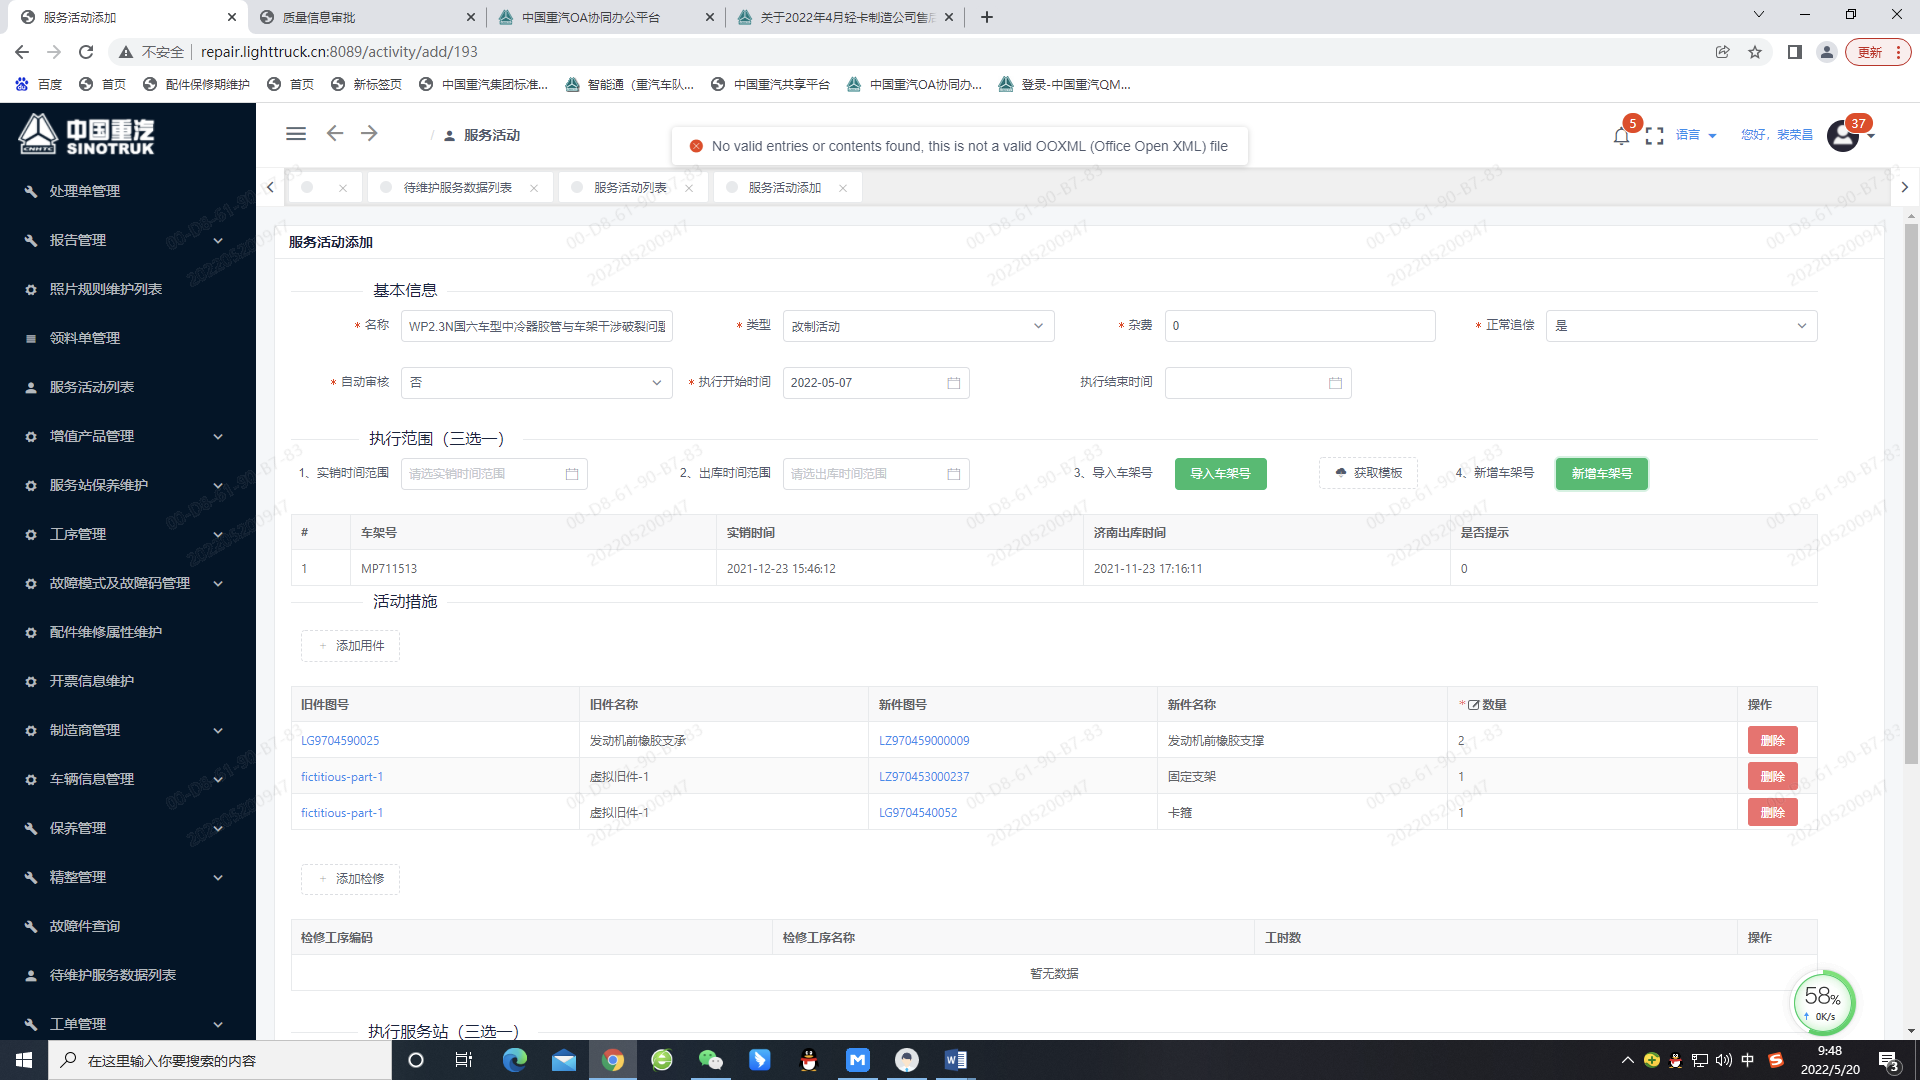 服务活动添加
质量信息审批
中国重汽OA协同办公平台
关于2022年4月轻卡制造公司售后
不安全
repair.lighttruck.cn:8089/activity/add/193
更新
百度
首页
配件保修期维护
首页
新标签页
中国重汽集团标准...
智能通（重汽车队...
中国重汽共享平台
中国重汽OA协同办...
登录-中国重汽QM...
中国重汽
SINOTRUK
CNHTC
/ 服务活动
No valid entries or contents found, this is not a valid OOXML (Office Open XML) file
5
语言
您好，裴荣昌
37
待维护服务数据列表
服务活动列表
服务活动添加
处理单管理
报告管理
照片规则维护列表
领料单管理
服务活动列表
增值产品管理
服务站保养维护
工序管理
故障模式及故障码管理
配件维修属性维护
开票信息维护
制造商管理
车辆信息管理
保养管理
精整管理
故障件查询
待维护服务数据列表
工单管理
服务活动添加
基本信息
* 名称 WP2.3N国六车型中冷器胶管与车架干涉破裂问题
* 类型 改制活动
* 杂费 0
* 正常追偿 是
* 自动审核 否
* 执行开始时间 2022-05-07
执行结束时间
执行范围（三选一）
1、实销时间范围 请选实销时间范围
2、出库时间范围 请选出库时间范围
3、导入车架号 导入车架号
获取模板
4、新增车架号 新增车架号
# 车架号 实销时间 济南出库时间 是否提示
1 MP711513 2021-12-23 15:46:12 2021-11-23 17:16:11 0
活动措施
+ 添加用件
旧件图号 旧件名称 新件图号 新件名称 *数量 操作
LG9704590025 发动机前橡胶支承 LZ970459000009 发动机前橡胶支撑 2 删除
fictitious-part-1 虚拟旧件-1 LZ970453000237 固定支架 1 删除
fictitious-part-1 虚拟旧件-1 LG9704540052 卡箍 1 删除
+ 添加检修
检修工序编码 检修工序名称 工时数 操作
暂无数据
执行服务站（三选一）
58%
↑ 0K/s
00-D8-61-90-B7-83
202205200947
在这里输入你要搜索的内容
中
9:48
2022/5/20
3